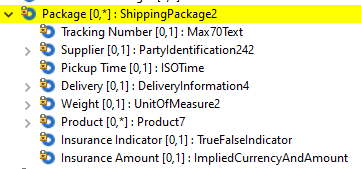 Package [0,*] : ShippingPackage2
Tracking Number [0,1] : Max70Text
Supplier [0,1] : PartyIdentification242
Pickup Time [0,1] : ISOTime
Delivery [0,1] : DeliveryInformation4
Weight [0,1] : UnitOfMeasure2
Product [0,*] : Product7
Insurance Indicator [0,1] : TrueFalseIndicator
Insurance Amount [0,1] : ImpliedCurrencyAndAmount